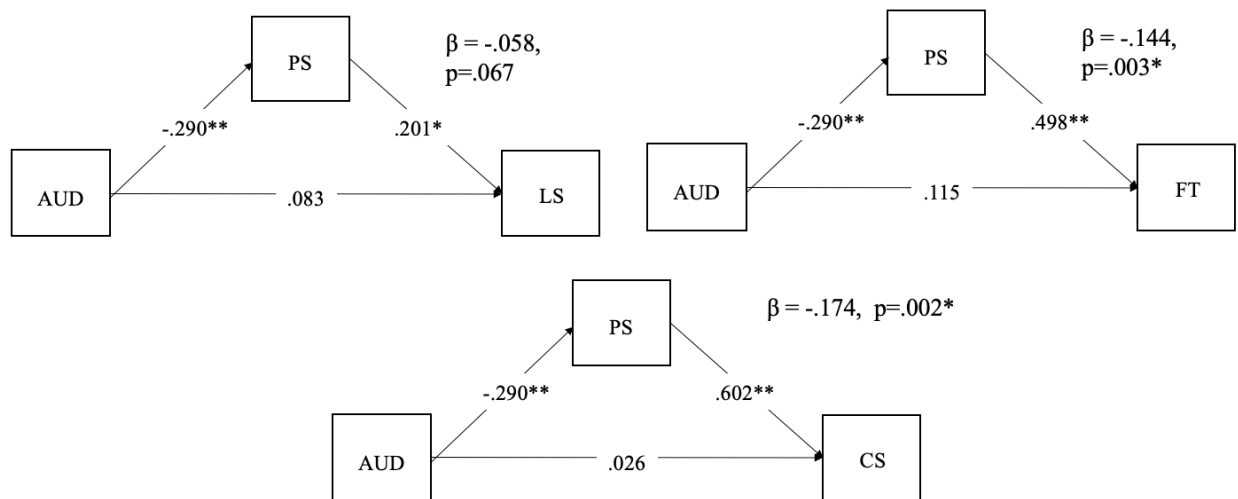 PS
β = -.058,
p=.067
-.290**
.201*
AUD
.083
LS
PS
β = -.144,
p=.003*
-.290**
.498**
AUD
.115
FT
PS
β = -.174, p=.002*
-.290**
.602**
AUD
.026
CS